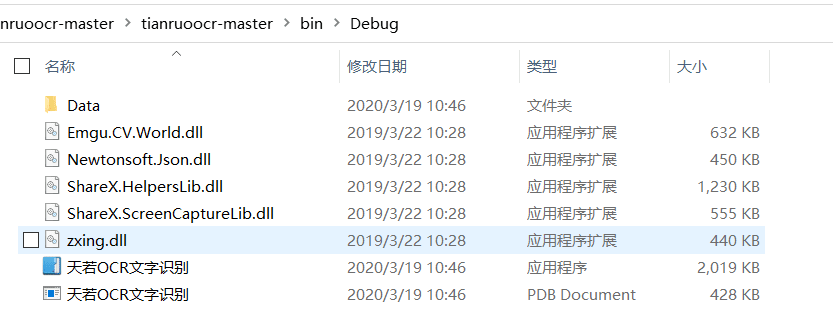 nruoocr-master > tianruoocr-master > bin > Debug
名称 修改日期 类型 大小
Data 2020/3/19 10:46 文件夹
Emgu.CV.World.dll 2019/3/22 10:28 应用程序扩展 632 KB
Newtonsoft.Json.dll 2019/3/22 10:28 应用程序扩展 450 KB
ShareX.HelpersLib.dll 2019/3/22 10:28 应用程序扩展 1,230 KB
ShareX.ScreenCaptureLib.dll 2019/3/22 10:28 应用程序扩展 555 KB
zxing.dll 2019/3/22 10:28 应用程序扩展 440 KB
天若OCR文字识别 2020/3/19 10:46 应用程序 2,019 KB
天若OCR文字识别 2020/3/19 10:46 PDB Document 428 KB